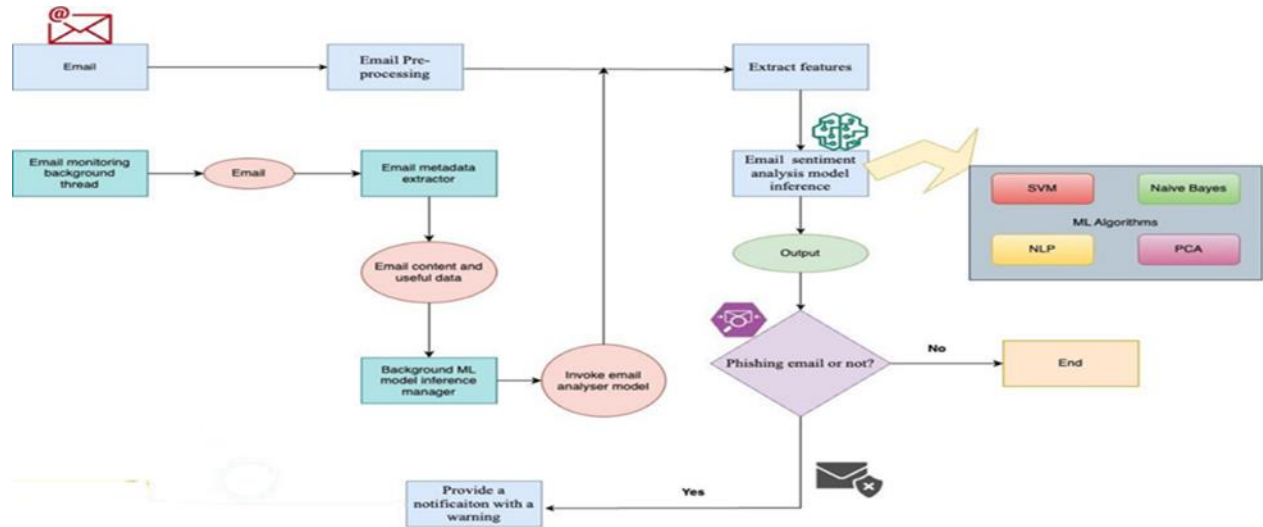 @
Email
Email Pre-
processing
Extract features
Email monitoring
background
thread
Email
Email metadata
extractor
Email sentiment
analysis model
inference
SVM
Naive Bayes
ML Algorithms
NLP
PCA
Email content and
useful data
Output
Background ML
model inference
manager
Invoke email
analyser model
Phishing email or not?
No
End
Yes
Provide a
notificaiton with a
warning